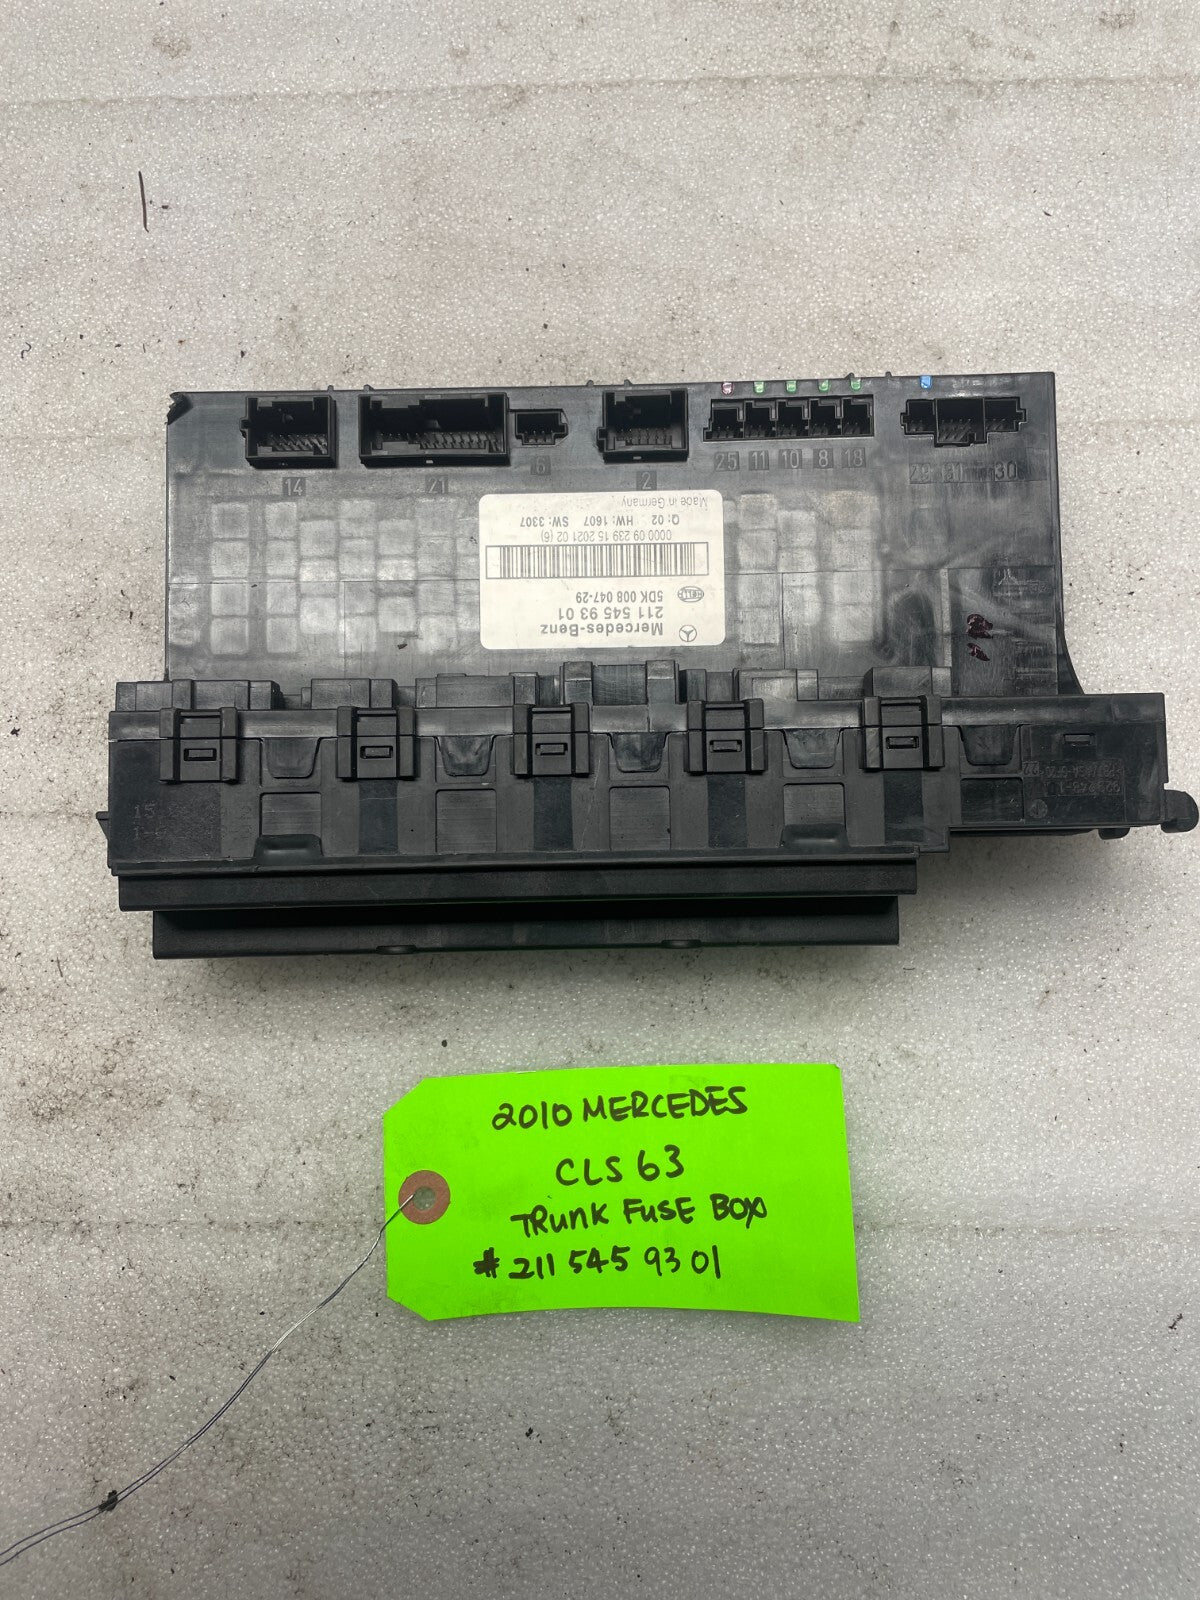 14
21
6
2
25 11 10 8 18
29 31 30
Mercedes-Benz
211 545 93 01
HELLA 5DK 008 047-29
0000 09 239 15 2021 02 (6)
Q: 02 HW: 1607 SW: 3307
Made in Germany
15
2010 MERCEDES
CLS 63
TRUNK FUSE BOX
# 211 545 93 01